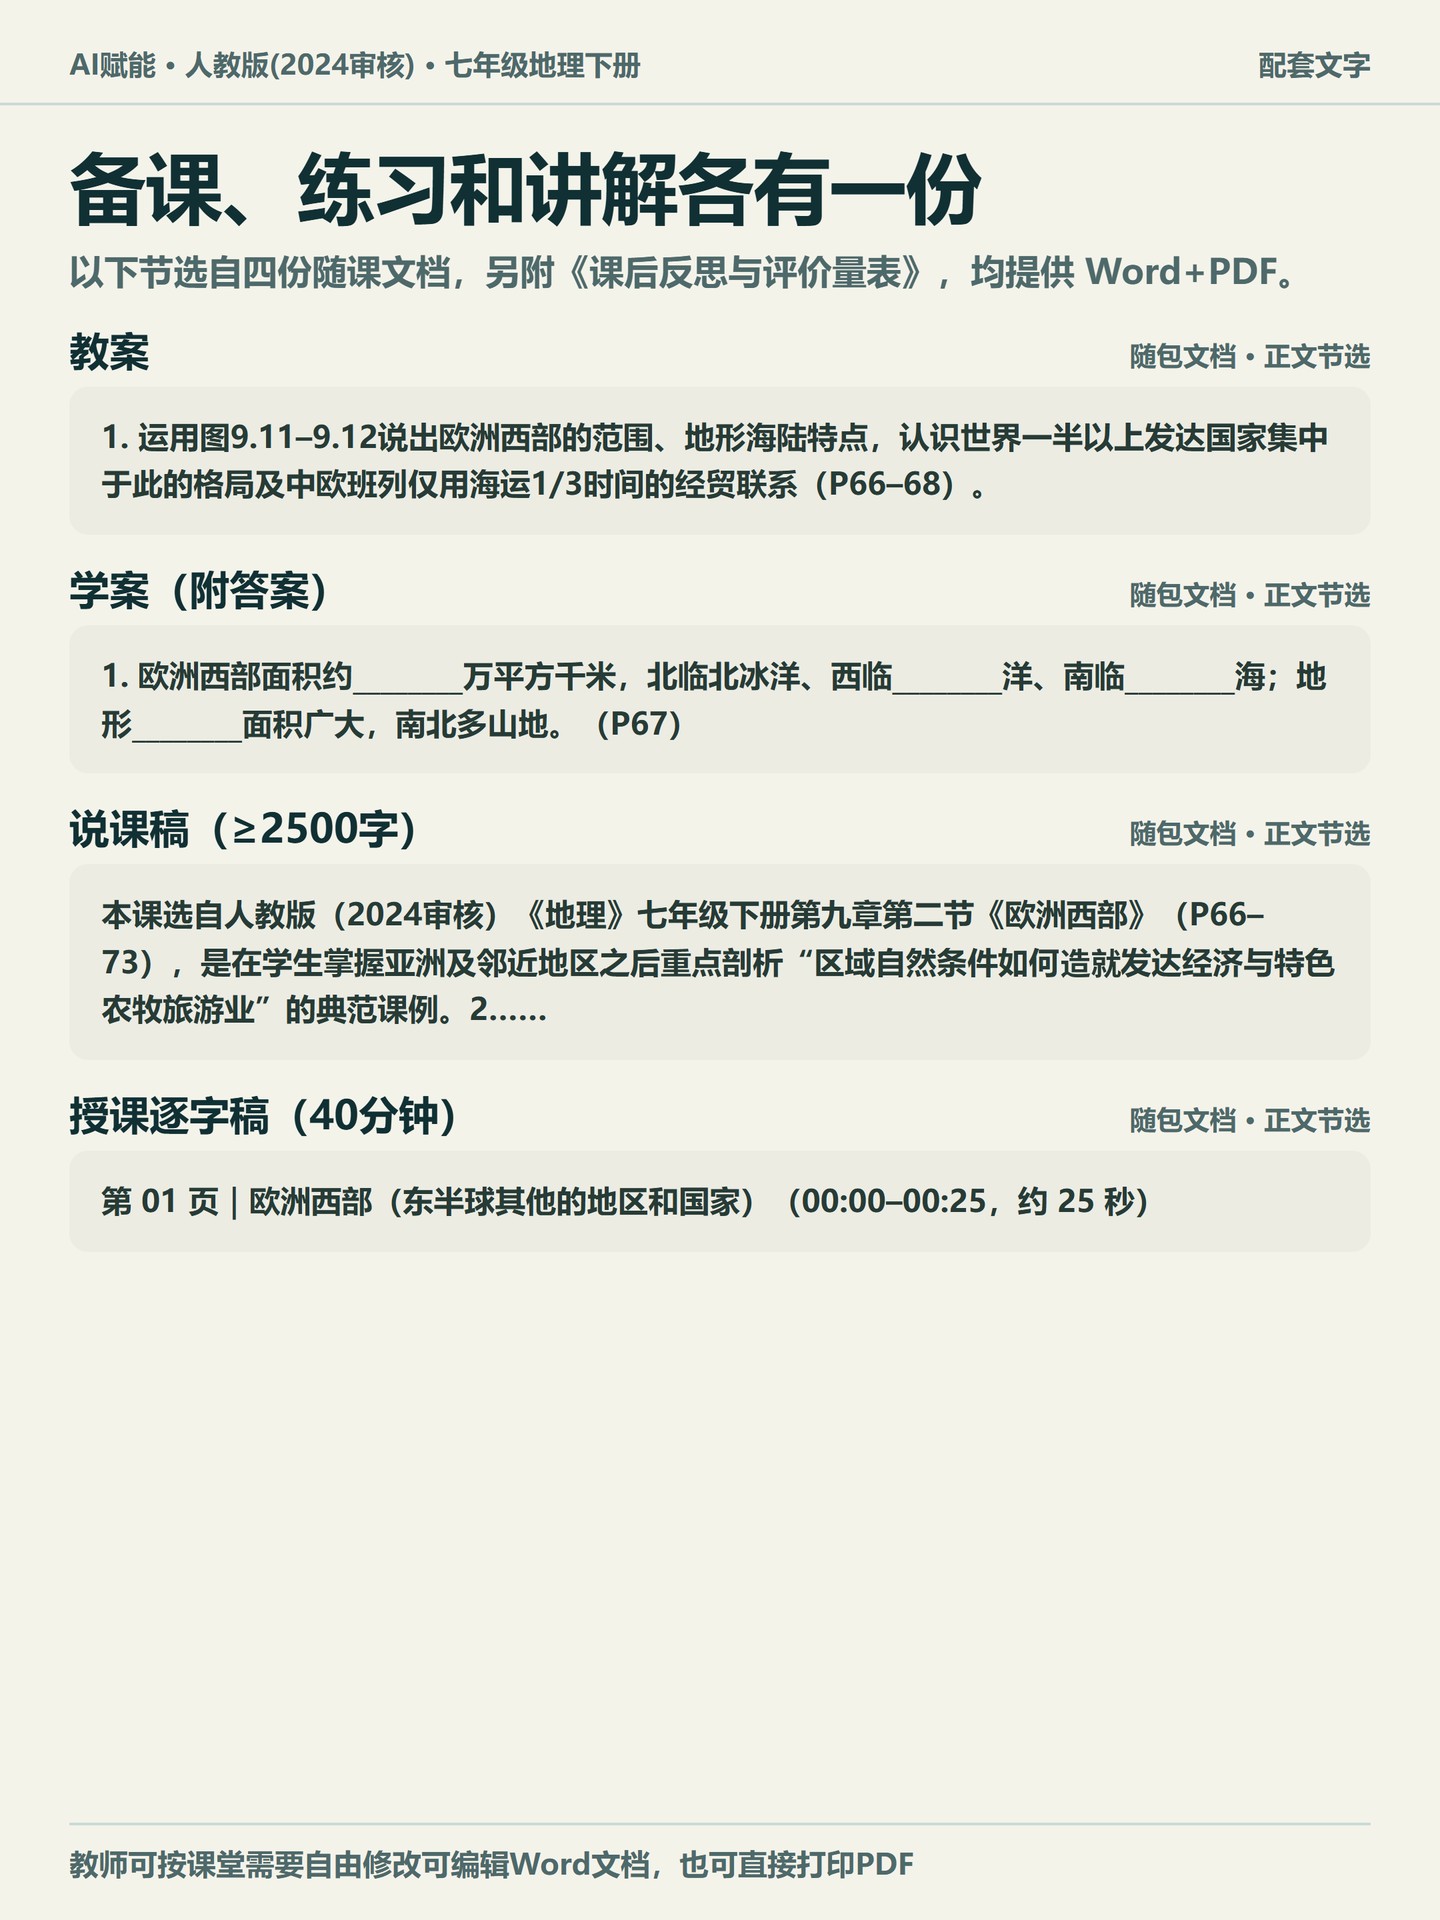 AI赋能 • 人教版(2024审核) • 七年级地理下册
配套文字
备课、练习和讲解各有一份
以下节选自四份随课文档，另附《课后反思与评价量表》，均提供 Word+PDF。
教案
随包文档 • 正文节选
1. 运用图9.11–9.12说出欧洲西部的范围、地形海陆特点，认识世界一半以上发达国家集中
于此的格局及中欧班列仅用海运1/3时间的经贸联系（P66–68）。
学案（附答案）
随包文档 • 正文节选
1. 欧洲西部面积约________万平方千米，北临北冰洋、西临________洋、南临________海；地
形________面积广大，南北多山地。（P67）
说课稿（≥2500字）
随包文档 • 正文节选
本课选自人教版（2024审核）《地理》七年级下册第九章第二节《欧洲西部》（P66–
73），是在学生掌握亚洲及邻近地区之后重点剖析“区域自然条件如何造就发达经济与特色
农牧旅游业”的典范课例。2……
授课逐字稿（40分钟）
随包文档 • 正文节选
第 01 页｜欧洲西部（东半球其他的地区和国家）（00:00–00:25，约 25 秒）
教师可按课堂需要自由修改可编辑Word文档，也可直接打印PDF